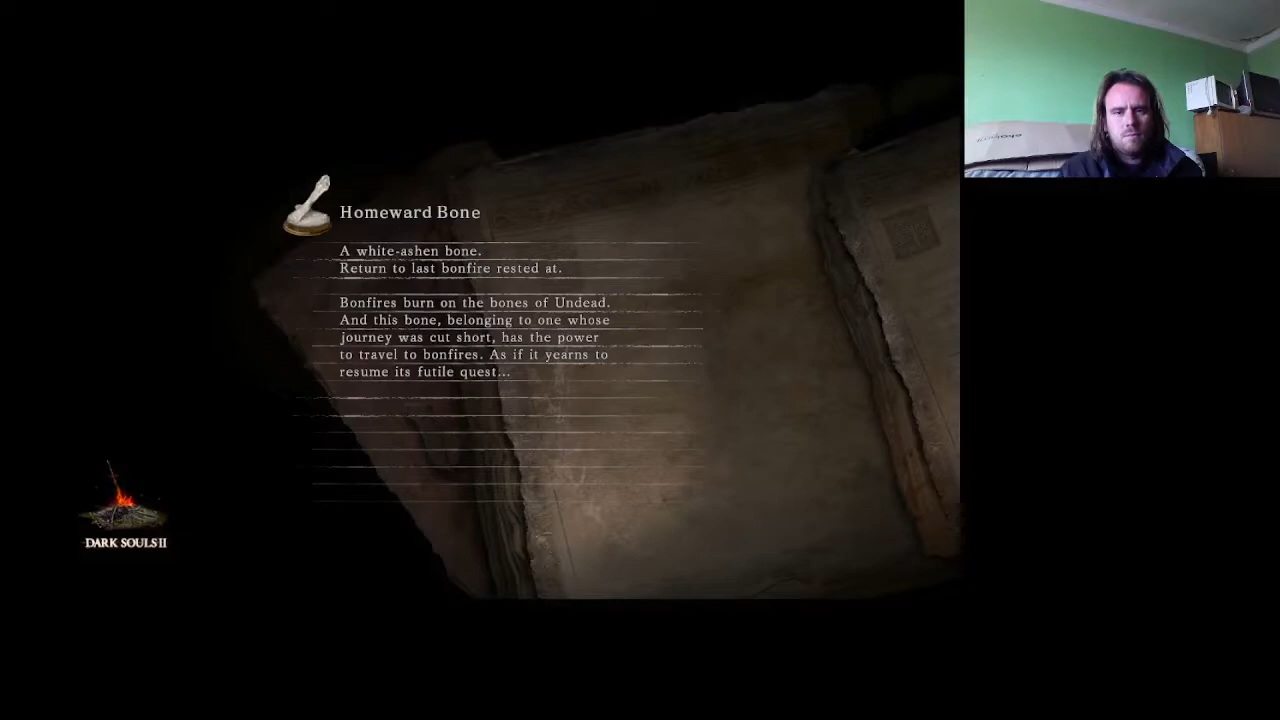 Homeward Bone
A white-ashen bone.
Return to last bonfire rested at.
Bonfires burn on the bones of Undead.
And this bone, belonging to one whose
journey was cut short, has the power
to travel to bonfires. As if it yearns to
resume its futile quest...
DARK SOULS II